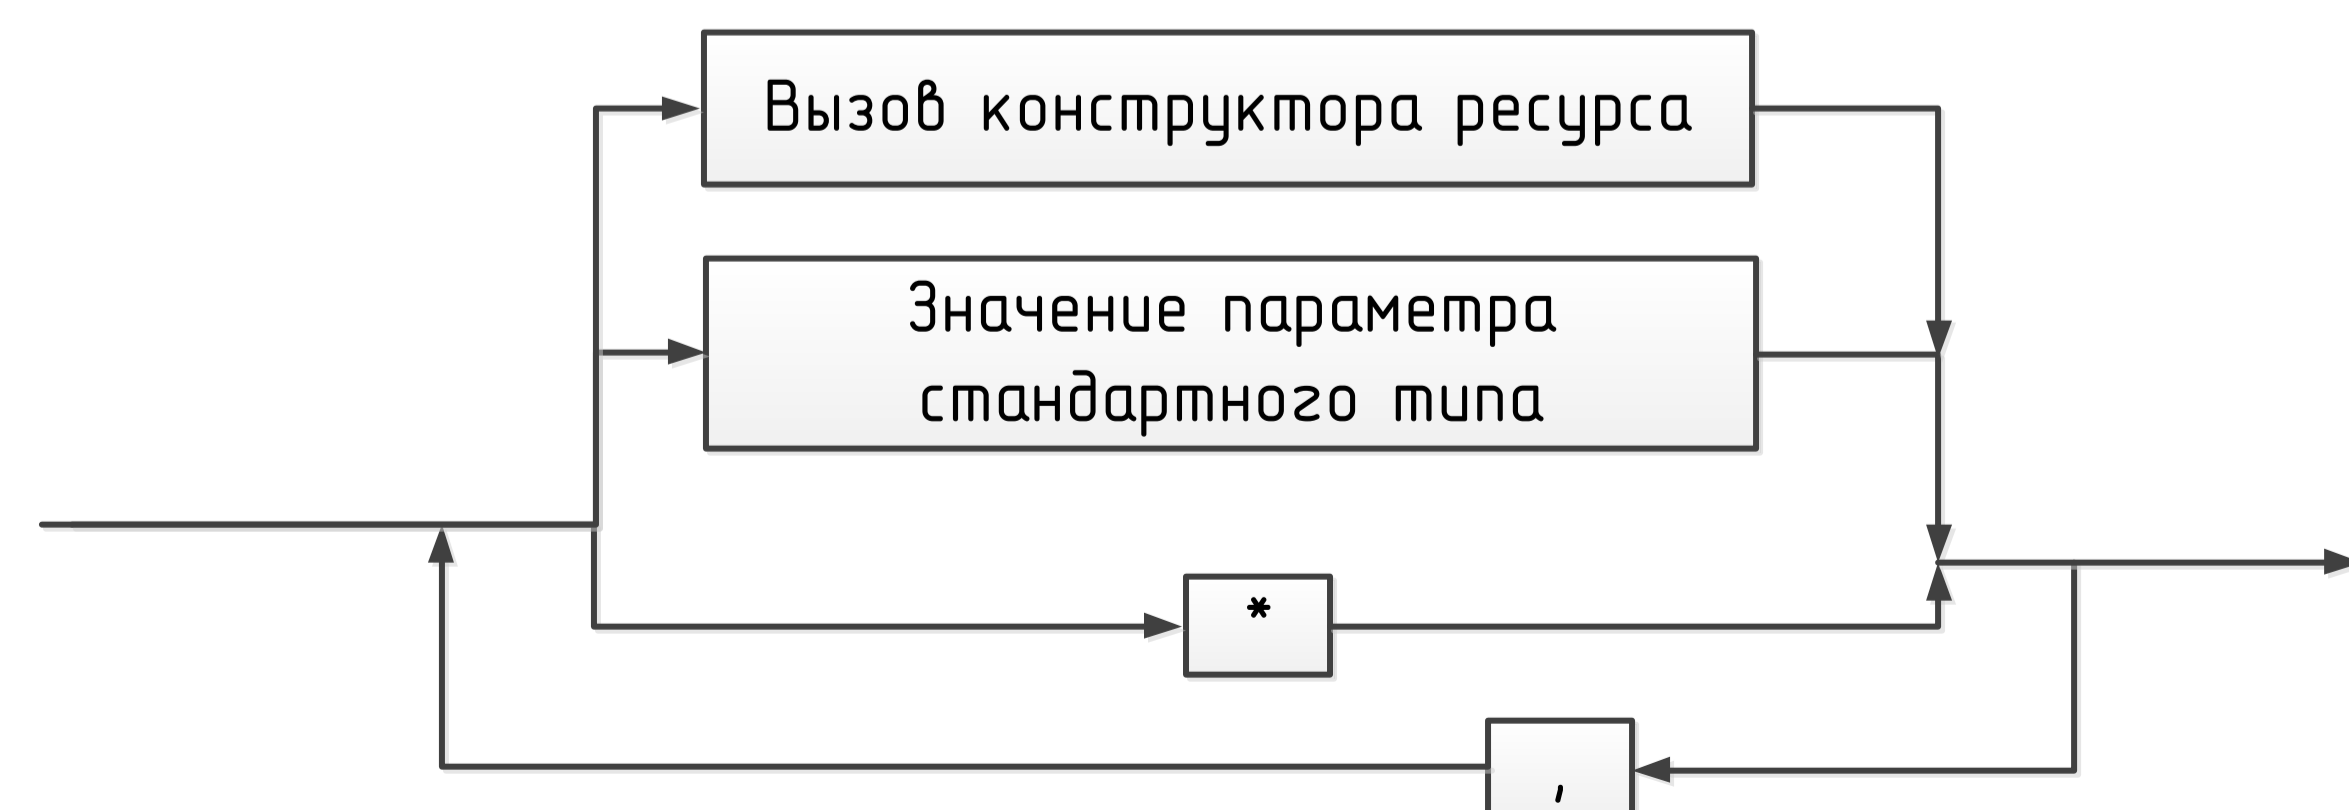 Вызов конструктора ресурса
Значение параметра
стандартного типа
*
,